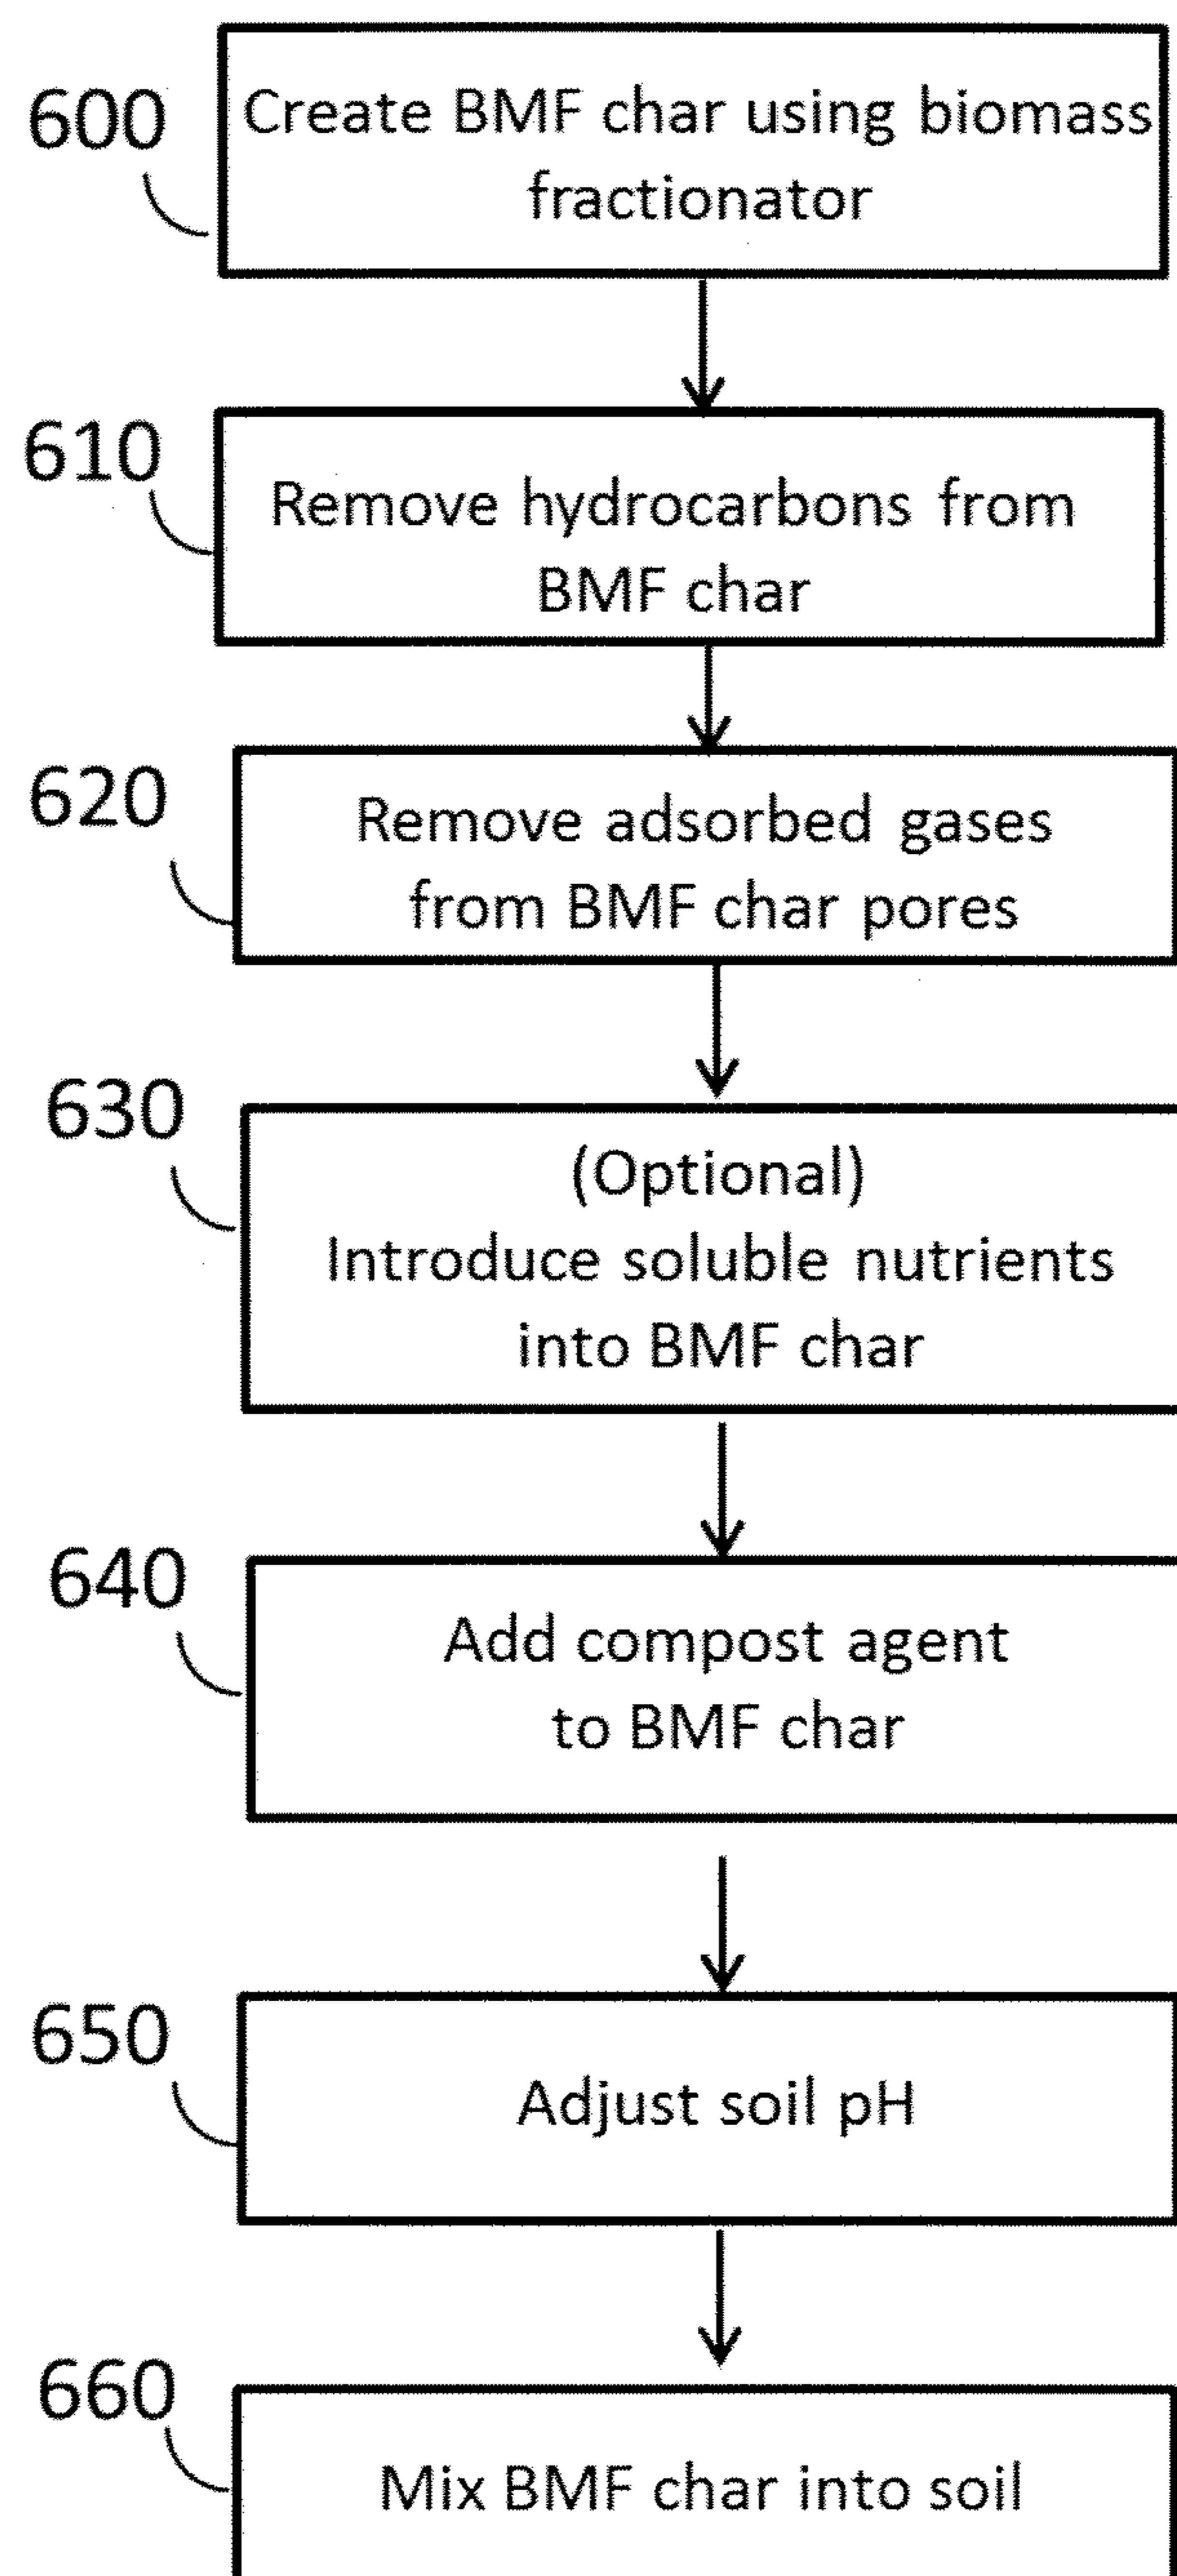 600
Create BMF char using biomass
fractionator
610
Remove hydrocarbons from
BMF char
620
Remove adsorbed gases
from BMF char pores
630
(Optional)
Introduce soluble nutrients
into BMF char
640
Add compost agent
to BMF char
650
Adjust soil pH
660
Mix BMF char into soil